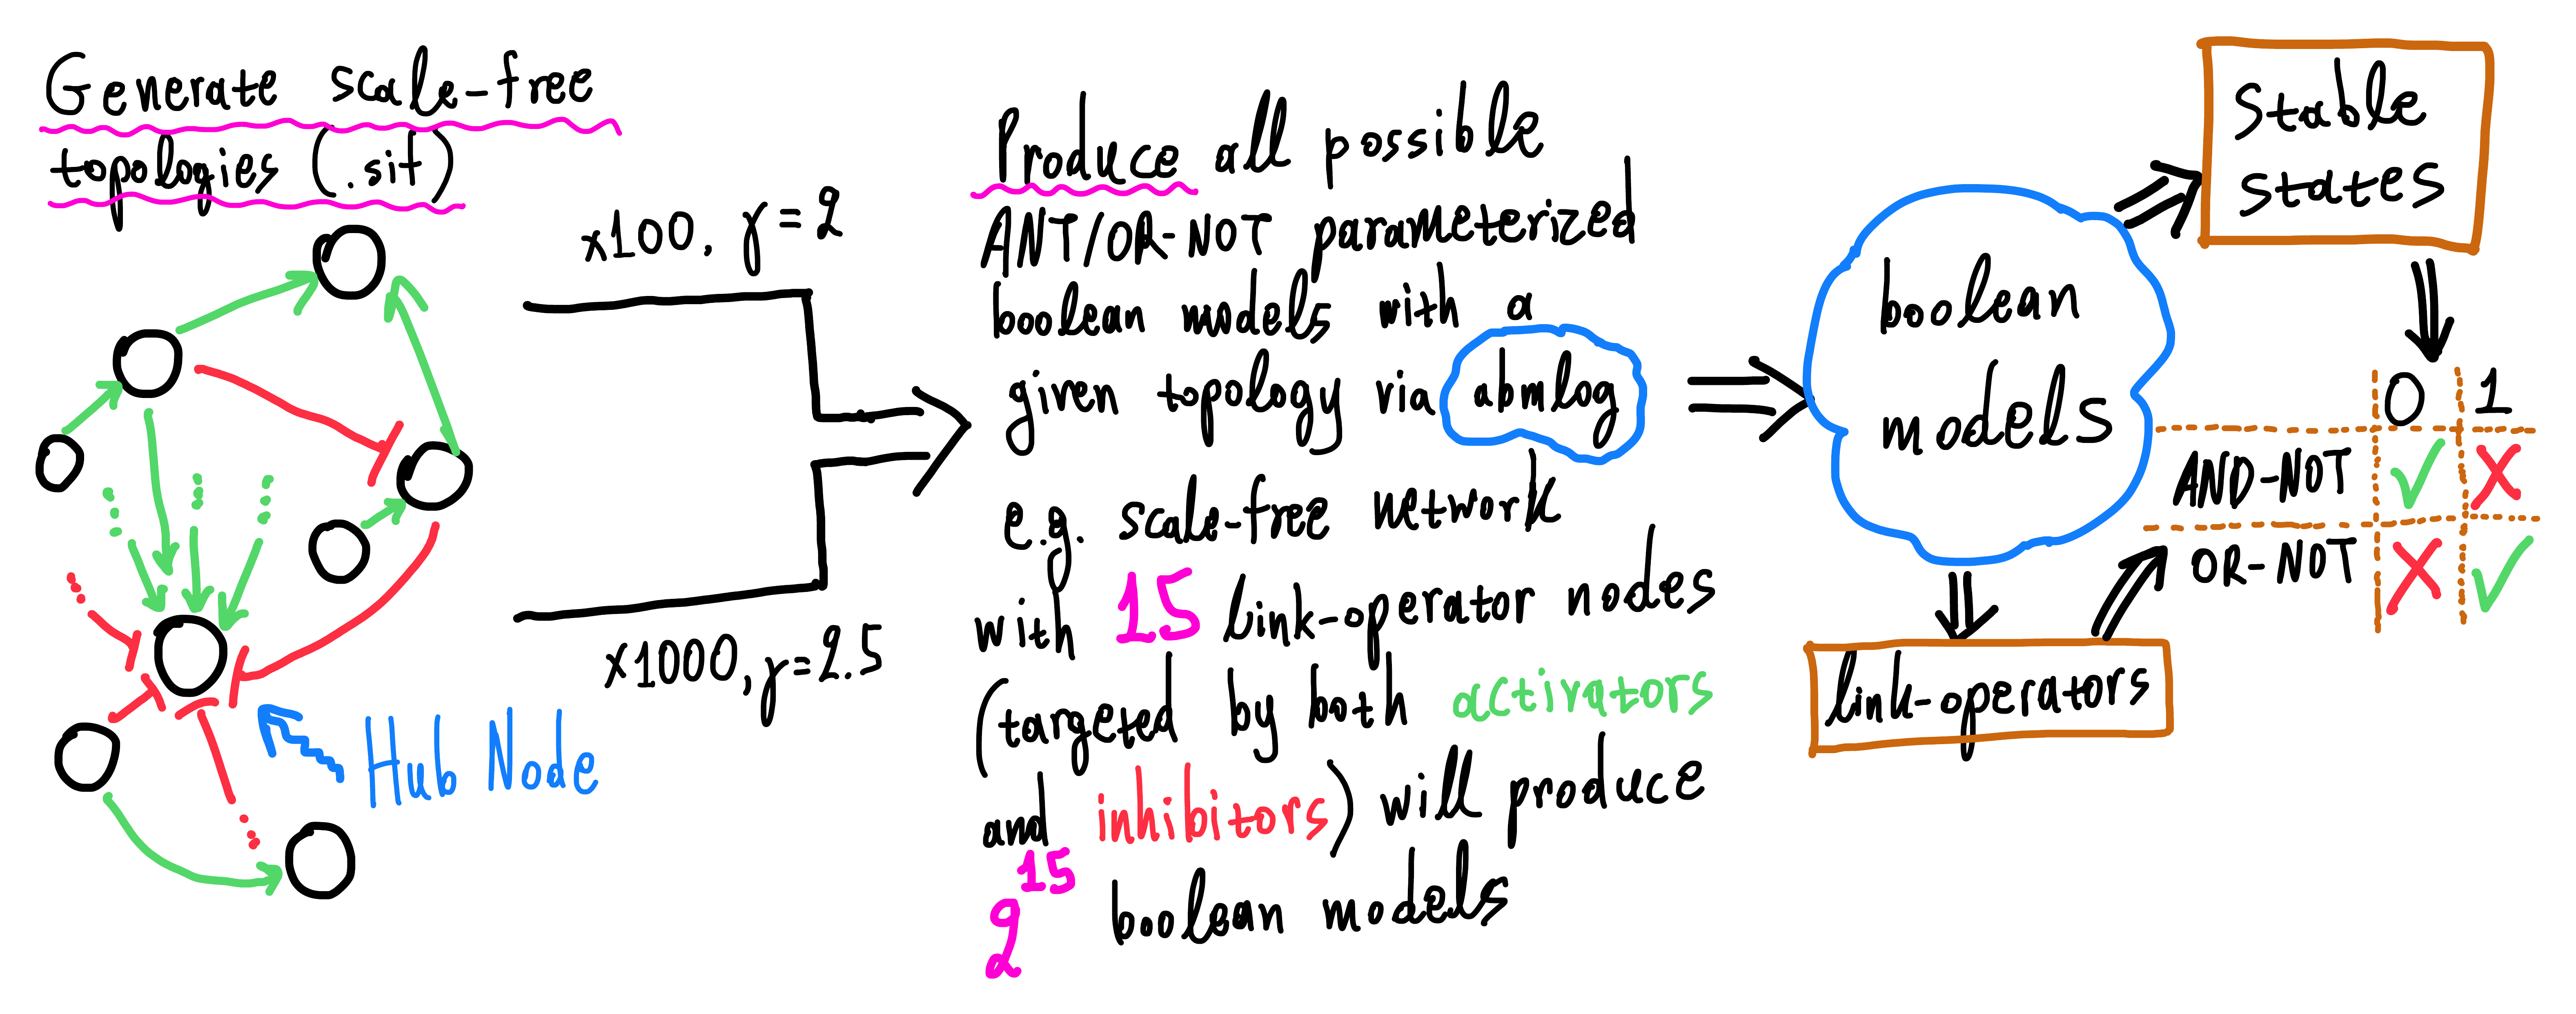 Generate scale-free
topologies (.sif)
x100, γ=2
x1000, γ=2.5
Hub Node
Produce all possible
ANT/OR-NOT parameterized
boolean models with a
given topology via abmlog
e.g. scale-free network
with 15 link-operator nodes
(targeted by both activators
and inhibitors) will produce
2^15 boolean models
boolean
models
Stable
states
link-operators
0 1
AND-NOT ✓ X
OR-NOT X ✓